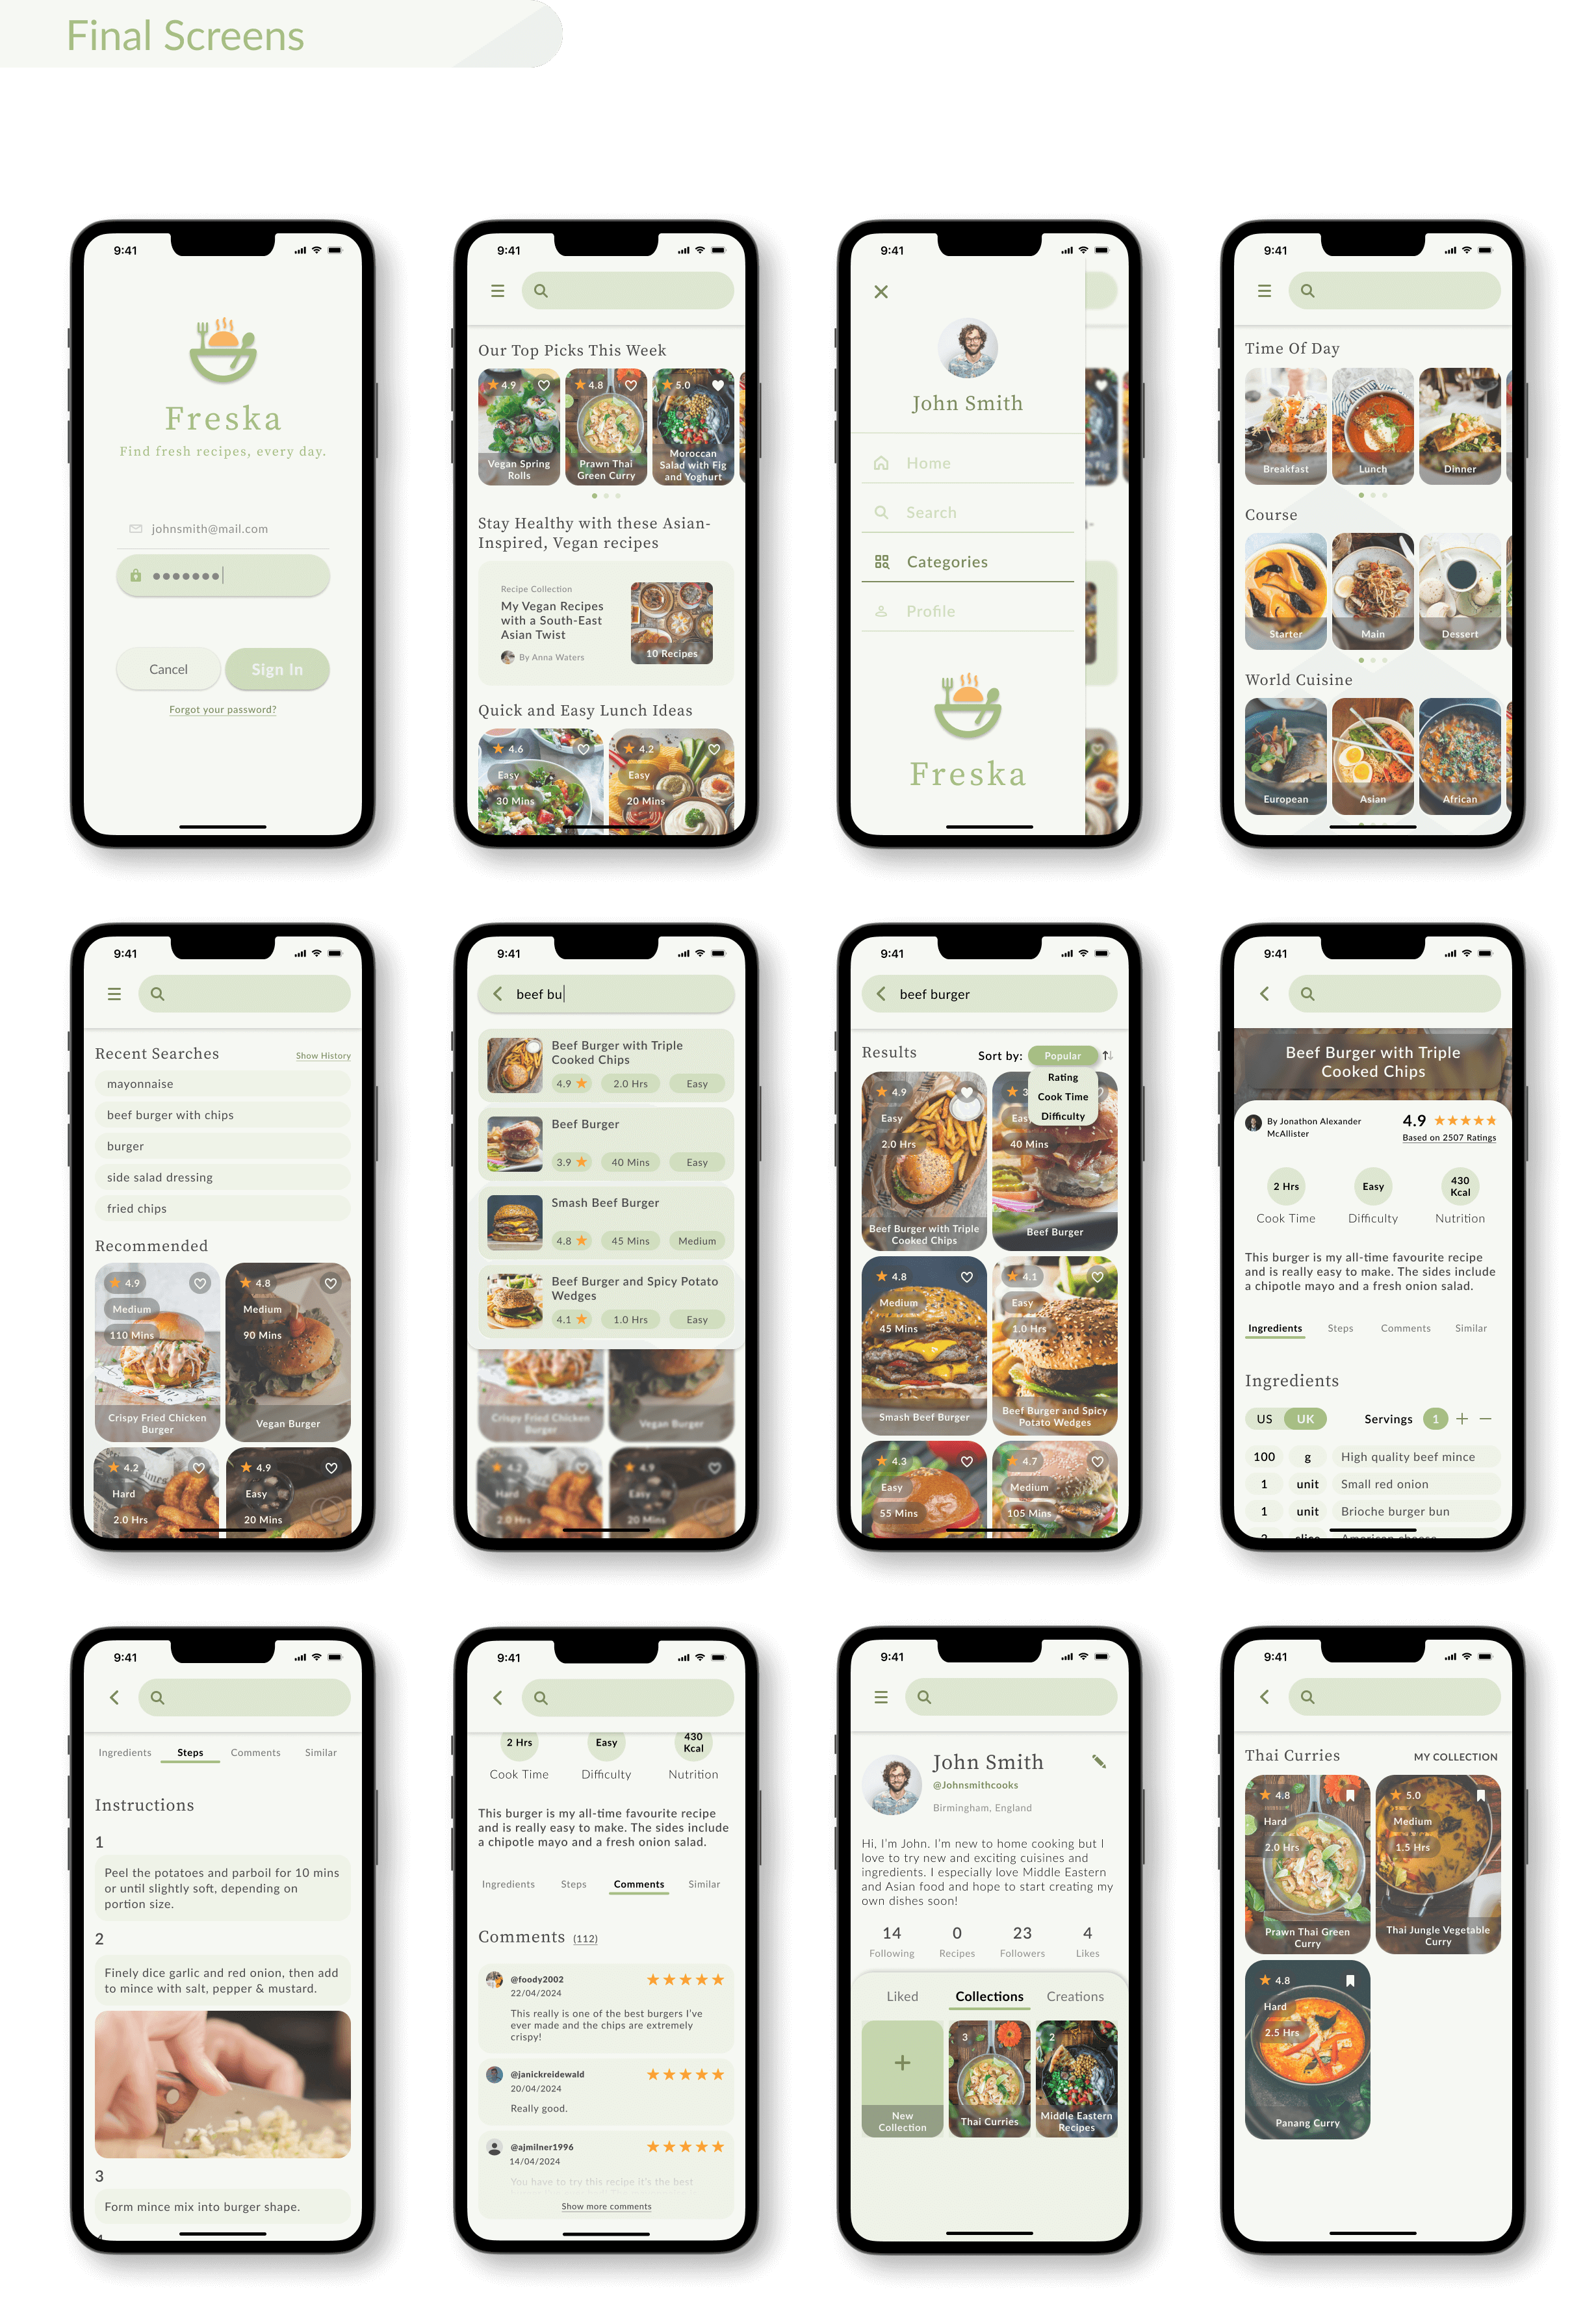 Final Screens
9:41
Freska
Find fresh recipes, every day.
johnsmith@mail.com
Cancel
Sign In
Forgot your password?
9:41
Our Top Picks This Week
4.9
4.8
5.0
Vegan Spring
Rolls
Prawn Thai
Green Curry
Moroccan
Salad with Fig
and Yoghurt
Stay Healthy with these Asian-
Inspired, Vegan recipes
Recipe Collection
My Vegan Recipes
with a South-East
Asian Twist
By Anna Waters
10 Recipes
Quick and Easy Lunch Ideas
4.6
Easy
30 Mins
4.2
Easy
20 Mins
9:41
John Smith
Home
Search
Categories
Profile
Freska
9:41
Time Of Day
Breakfast
Lunch
Dinner
Course
Starter
Main
Dessert
World Cuisine
European
Asian
African
9:41
Recent Searches
Show History
mayonnaise
beef burger with chips
burger
side salad dressing
fried chips
Recommended
4.9
Medium
110 Mins
Crispy Fried Chicken
Burger
4.8
Medium
90 Mins
Vegan Burger
4.2
Hard
2.0 Hrs
4.9
Easy
20 Mins
9:41
beef bu
Beef Burger with Triple
Cooked Chips
4.9
2.0 Hrs
Easy
Beef Burger
3.9
40 Mins
Easy
Smash Beef Burger
4.8
45 Mins
Medium
Beef Burger and Spicy Potato
Wedges
4.1
1.0 Hrs
Easy
Crispy Fried Chicken
Burger
Vegan Burger
4.2
Hard
2.0 Hrs
4.9
Easy
20 Mins
9:41
beef burger
Results
Sort by:
Popular
Rating
Cook Time
Difficulty
4.9
Easy
2.0 Hrs
Beef Burger with Triple
Cooked Chips
40 Mins
Beef Burger
4.8
Medium
45 Mins
Smash Beef Burger
4.1
Easy
1.0 Hrs
Beef Burger and Spicy
Potato Wedges
4.3
Easy
55 Mins
4.7
Medium
105 Mins
9:41
Beef Burger with Triple
Cooked Chips
By Jonathon Alexander
McAllister
4.9
Based on 2507 Ratings
2 Hrs
Cook Time
Easy
Difficulty
430
Kcal
Nutrition
This burger is my all-time favourite recipe
and is really easy to make. The sides include
a chipotle mayo and a fresh onion salad.
Ingredients
Steps
Comments
Similar
Ingredients
US
UK
Servings
1
100 g High quality beef mince
1 unit Small red onion
1 unit Brioche burger bun
9:41
Ingredients
Steps
Comments
Similar
Instructions
1
Peel the potatoes and parboil for 10 mins
or until slightly soft, depending on
portion size.
2
Finely dice garlic and red onion, then add
to mince with salt, pepper & mustard.
3
Form mince mix into burger shape.
9:41
2 Hrs
Cook Time
Easy
Difficulty
430
Kcal
Nutrition
This burger is my all-time favourite recipe
and is really easy to make. The sides include
a chipotle mayo and a fresh onion salad.
Ingredients
Steps
Comments
Similar
Comments (112)
@foody2002
22/04/2024
This really is one of the best burgers I've
ever made and the chips are extremely
crispy!
@janickreidewald
20/04/2024
Really good.
@ajmilner1996
14/04/2024
You have to try this recipe it's the best
Show more comments
9:41
John Smith
@Johnsmithcooks
Birmingham, England
Hi, I'm John. I'm new to home cooking but I
love to try new and exciting cuisines and
ingredients. I especially love Middle Eastern
and Asian food and hope to start creating my
own dishes soon!
14
Following
0
Recipes
23
Followers
4
Likes
Liked
Collections
Creations
New
Collection
3
Thai Curries
2
Middle Eastern
Recipes
9:41
Thai Curries
MY COLLECTION
4.8
Hard
2.0 Hrs
Prawn Thai Green
Curry
5.0
Medium
1.5 Hrs
Thai Jungle Vegetable
Curry
4.8
Hard
2.5 Hrs
Panang Curry